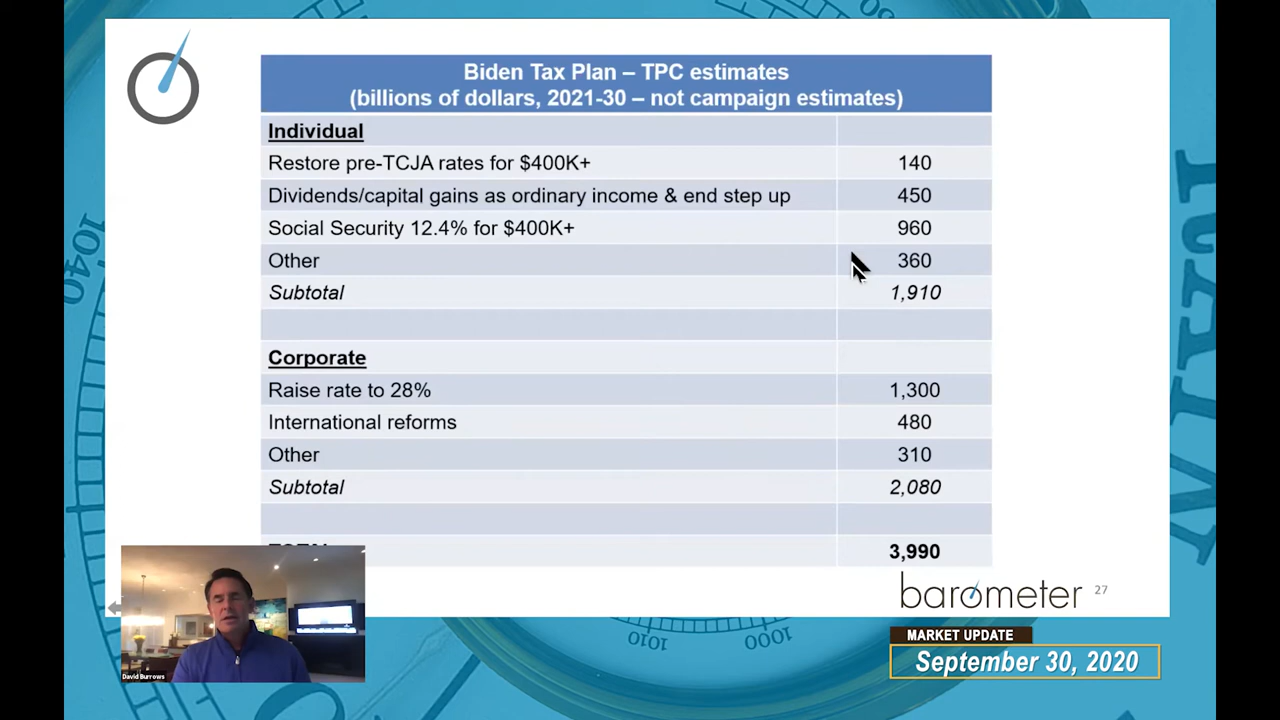 Biden Tax Plan – TPC estimates
(billions of dollars, 2021-30 – not campaign estimates)
Individual
Restore pre-TCJA rates for $400K+ 140
Dividends/capital gains as ordinary income & end step up 450
Social Security 12.4% for $400K+ 960
Other 360
Subtotal 1,910
Corporate
Raise rate to 28% 1,300
International reforms 480
Other 310
Subtotal 2,080
3,990
barometer 27
MARKET UPDATE
September 30, 2020
David Burrows
1040
1010
1000